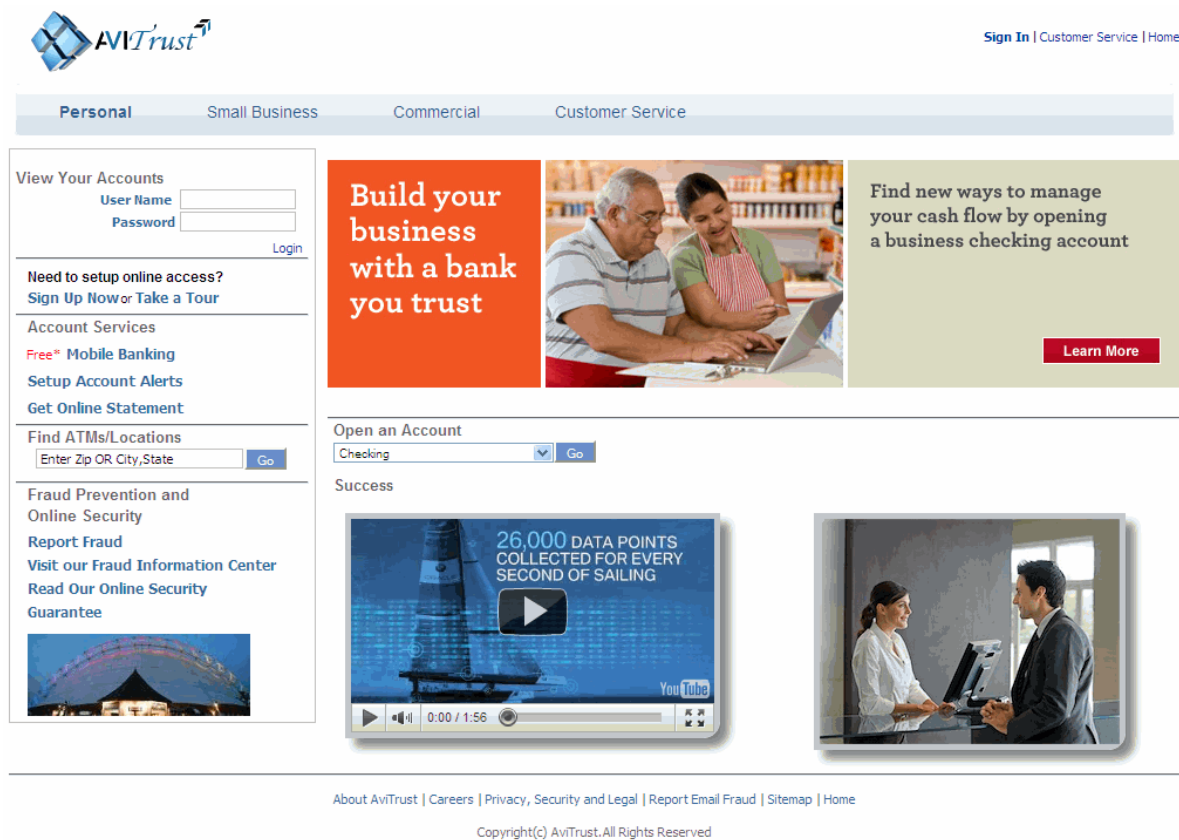 AVITrust
Sign In | Customer Service | Home
Personal Small Business Commercial Customer Service
View Your Accounts
User Name
Password
Login
Need to setup online access?
Sign Up Now or Take a Tour
Account Services
Free* Mobile Banking
Setup Account Alerts
Get Online Statement
Find ATMs/Locations
Enter Zip OR City,State Go
Fraud Prevention and
Online Security
Report Fraud
Visit our Fraud Information Center
Read Our Online Security
Guarantee
Build your
business
with a bank
you trust
Find new ways to manage
your cash flow by opening
a business checking account
Learn More
Open an Account
Checking Go
Success
26,000 DATA POINTS
COLLECTED FOR EVERY
SECOND OF SAILING
YouTube
0:00 / 1:56
About AviTrust | Careers | Privacy, Security and Legal | Report Email Fraud | Sitemap | Home
Copyright(c) AviTrust.All Rights Reserved